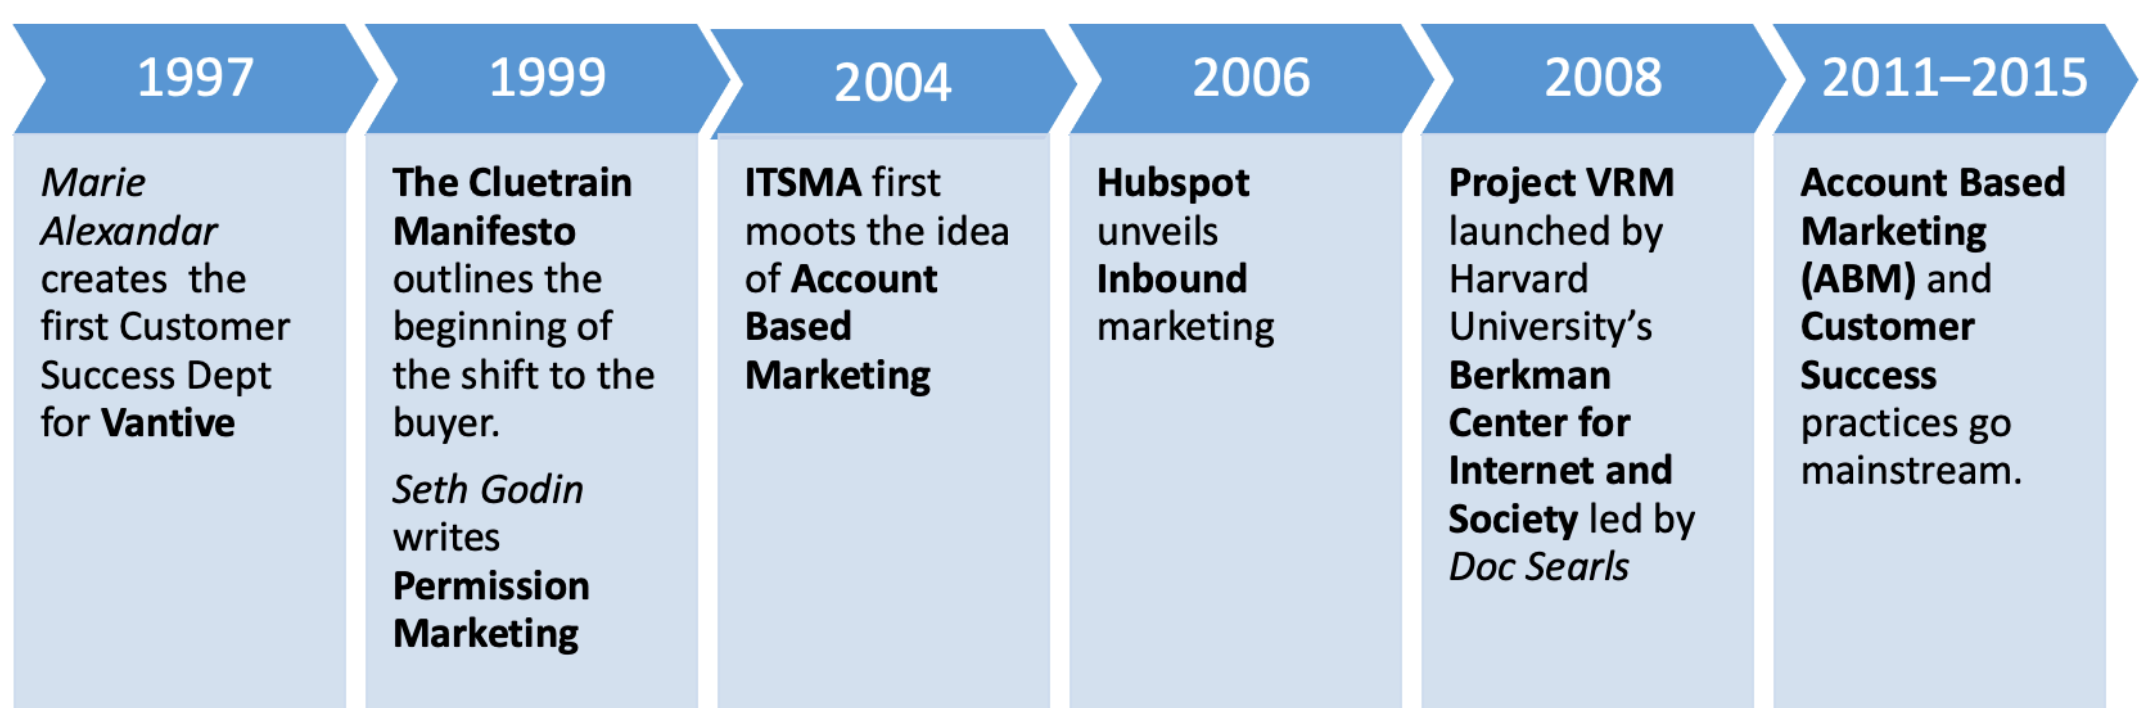 1997
Marie
Alexandar
creates  the
first Customer
Success Dept
for Vantive
1999
The Cluetrain
Manifesto
outlines the
beginning of
the shift to the
buyer.
Seth Godin
writes
Permission
Marketing
2004
ITSMA first
moots the idea
of Account
Based
Marketing
2006
Hubspot
unveils
Inbound
marketing
2008
Project VRM
launched by
Harvard
University’s
Berkman
Center for
Internet and
Society led by
Doc Searls
2011–2015
Account Based
Marketing
(ABM) and
Customer
Success
practices go
mainstream.